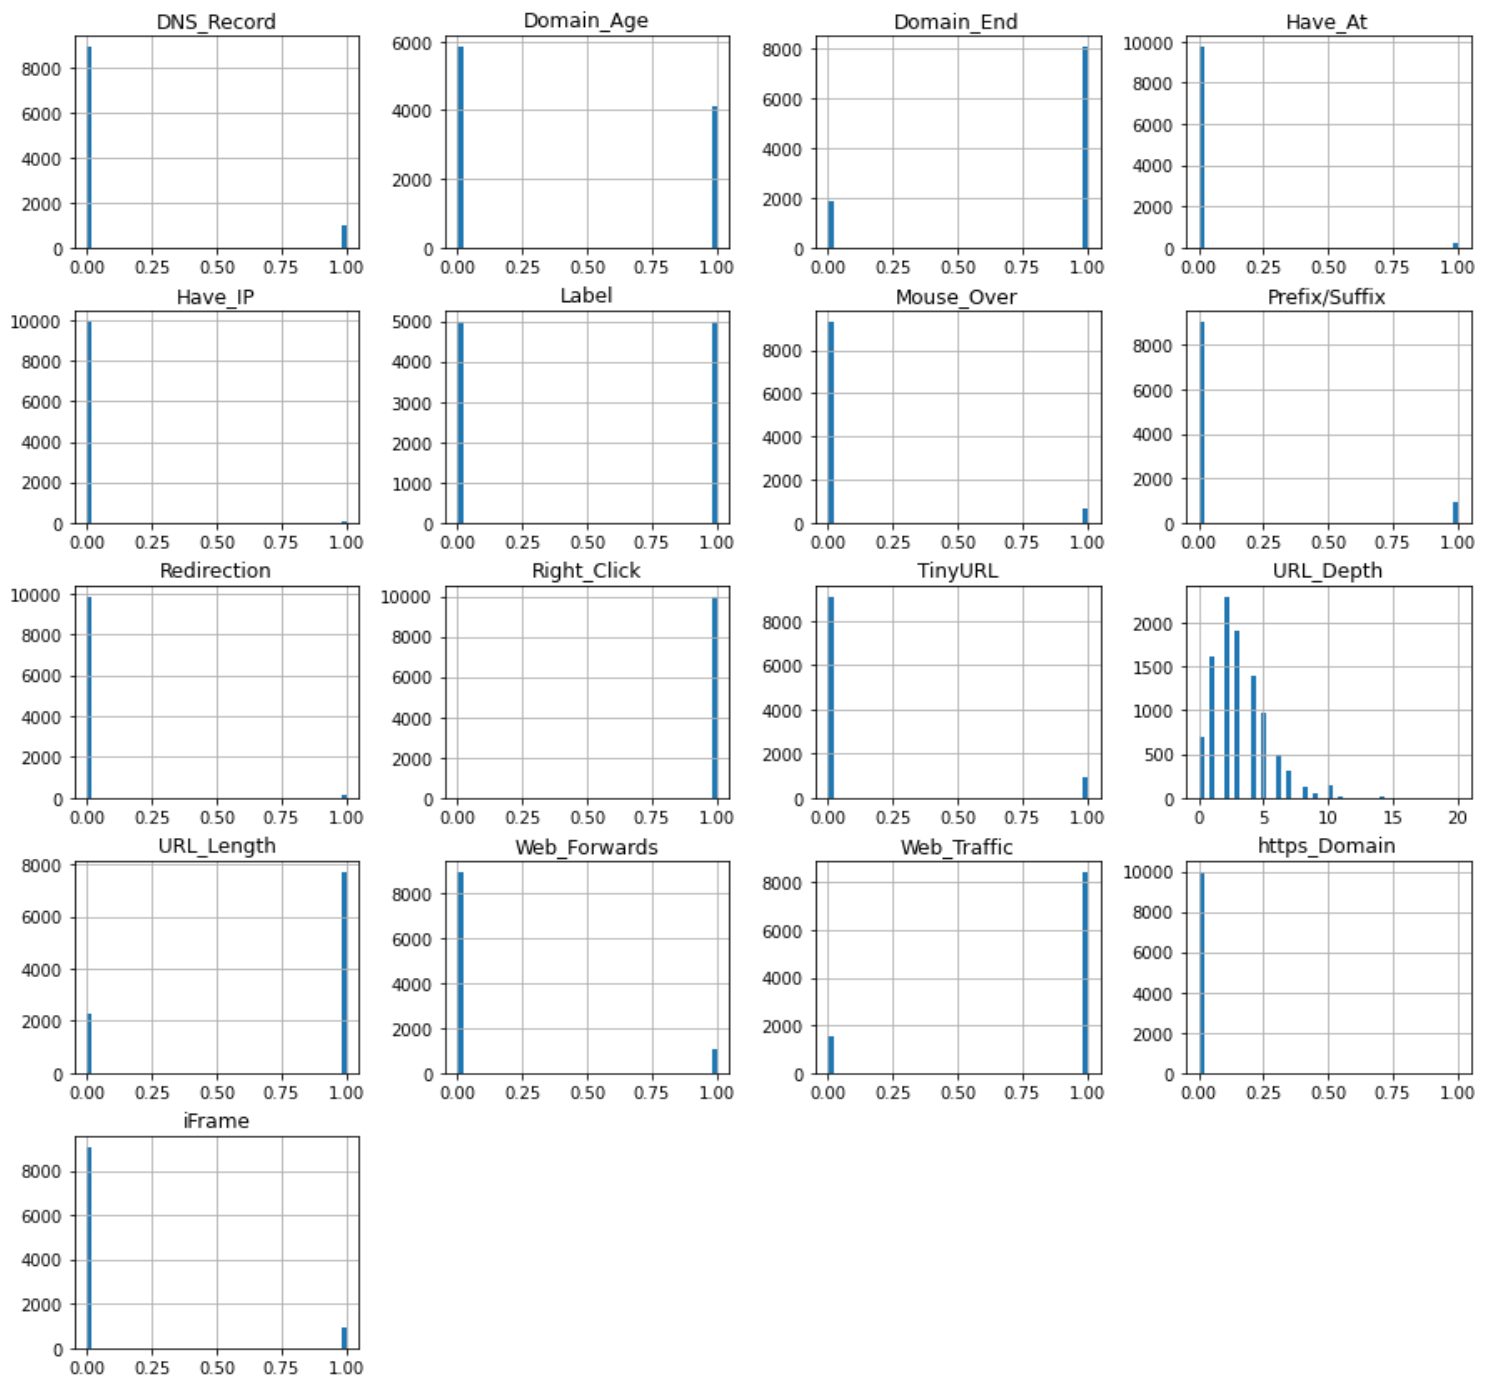 DNS_Record Domain_Age Domain_End Have_At
8000 6000 8000 10000
6000 4000 6000 8000
4000 2000 4000 6000
2000 0 2000 4000
0 0 2000
0
0.00 0.25 0.50 0.75 1.00 0.00 0.25 0.50 0.75 1.00 0.00 0.25 0.50 0.75 1.00 0.00 0.25 0.50 0.75 1.00
Have_IP Label Mouse_Over Prefix/Suffix
10000 5000 8000 8000
8000 4000 6000 6000
6000 3000 4000 4000
4000 2000 2000 2000
2000 1000 0 0
0 0
0.00 0.25 0.50 0.75 1.00 0.00 0.25 0.50 0.75 1.00 0.00 0.25 0.50 0.75 1.00 0.00 0.25 0.50 0.75 1.00
Redirection Right_Click TinyURL URL_Depth
10000 10000 8000 2000
8000 8000 6000 1500
6000 6000 4000 1000
4000 4000 2000 500
2000 2000 0 0
0 0
0.00 0.25 0.50 0.75 1.00 0.00 0.25 0.50 0.75 1.00 0.00 0.25 0.50 0.75 1.00 0 5 10 15 20
URL_Length Web_Forwards Web_Traffic https_Domain
8000 8000 8000 10000
6000 6000 6000 8000
4000 4000 4000 6000
2000 2000 2000 4000
0 0 0 2000
0
0.00 0.25 0.50 0.75 1.00 0.00 0.25 0.50 0.75 1.00 0.00 0.25 0.50 0.75 1.00 0.00 0.25 0.50 0.75 1.00
iFrame
8000
6000
4000
2000
0
0.00 0.25 0.50 0.75 1.00